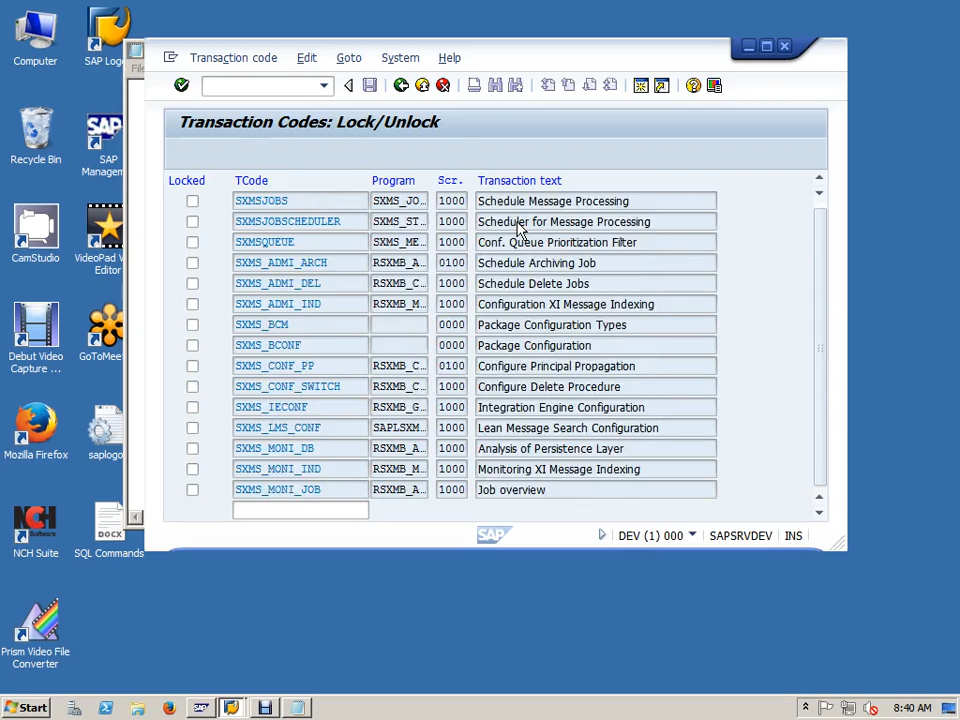 Computer
SAP Logo
Recycle Bin
SAP
Managem...
CamStudio
VideoPad V
Editor
Debut Video
Capture ...
GoToMeet
Mozilla Firefox
saplogo
NCH Suite
SQL Commands
Prism Video File
Converter
File
Transaction code Edit Goto System Help
Transaction Codes: Lock/Unlock
Locked TCode Program Scr. Transaction text
SXMSJOBS SXMS_JO... 1000 Schedule Message Processing
SXMSJOBSCHEDULER SXMS_ST... 1000 Scheduler for Message Processing
SXMSQUEUE SXMS_ME... 1000 Conf. Queue Prioritization Filter
SXMS_ADMI_ARCH RSXMB_A... 0100 Schedule Archiving Job
SXMS_ADMI_DEL RSXMB_C... 1000 Schedule Delete Jobs
SXMS_ADMI_IND RSXMB_M... 1000 Configuration XI Message Indexing
SXMS_BCM 0000 Package Configuration Types
SXMS_BCONF 0000 Package Configuration
SXMS_CONF_PP RSXMB_C... 0100 Configure Principal Propagation
SXMS_CONF_SWITCH RSXMB_C... 1000 Configure Delete Procedure
SXMS_IECONF RSXMB_G... 1000 Integration Engine Configuration
SXMS_LMS_CONF SAPLSXM... 1000 Lean Message Search Configuration
SXMS_MONI_DB RSXMB_A... 1000 Analysis of Persistence Layer
SXMS_MONI_IND RSXMB_M... 1000 Monitoring XI Message Indexing
SXMS_MONI_JOB RSXMB_A... 1000 Job overview
SAP DEV (1) 000 SAPSRVDEV INS
Start 8:40 AM